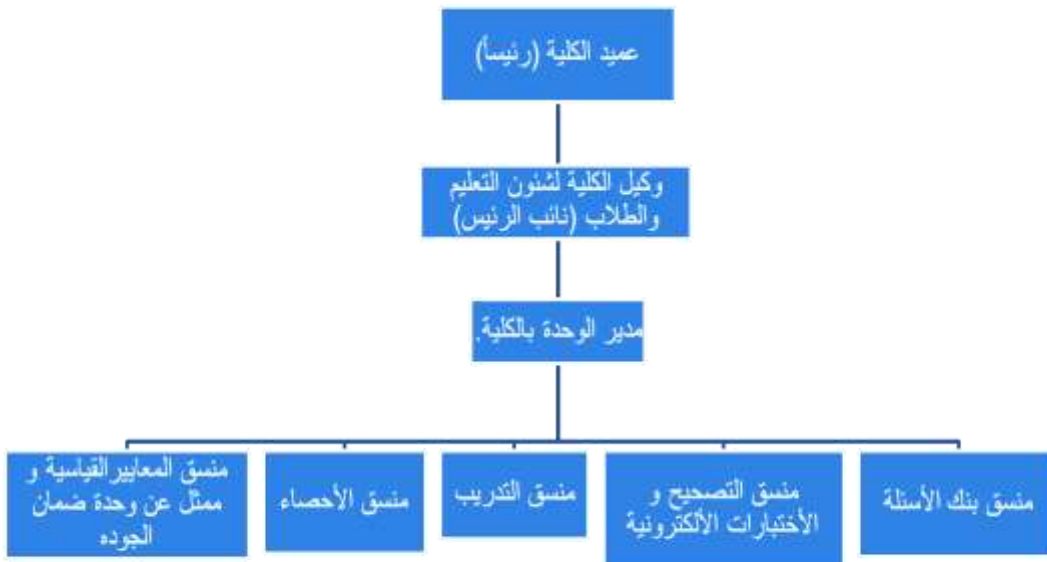 عميد الكلية (رئيساً)
وكيل الكلية لشئون التعليم
والطلاب (نائب الرئيس)
مدير الوحدة بالكلية.
منسق بنك الأسئلة
منسق التصحيح و
الأختبارات الألكترونية
منسق التدريب
منسق الأحصاء
منسق المعايير القياسية و
ممثل عن وحدة ضمان
الجوده